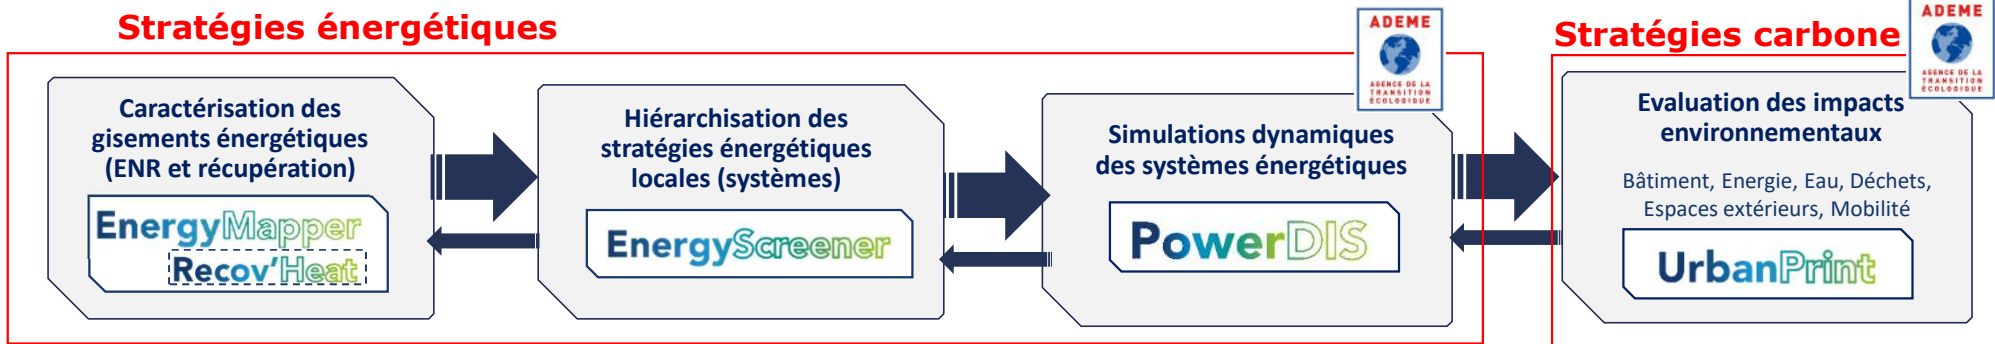 Stratégies énergétiques
ADEME
AGENCE DE LA
TRANSITION
ÉCOLOGIQUE
Stratégies carbone
ADEME
AGENCE DE LA
TRANSITION
ÉCOLOGIQUE
Caractérisation des
gisements énergétiques
(ENR et récupération)
EnergyMapper
Recov'Heat
Hiérarchisation des
stratégies énergétiques
locales (systèmes)
EnergyScreener
Simulations dynamiques
des systèmes énergétiques
PowerDIS
Evaluation des impacts
environnementaux
Bâtiment, Energie, Eau, Déchets,
Espaces extérieurs, Mobilité
UrbanPrint